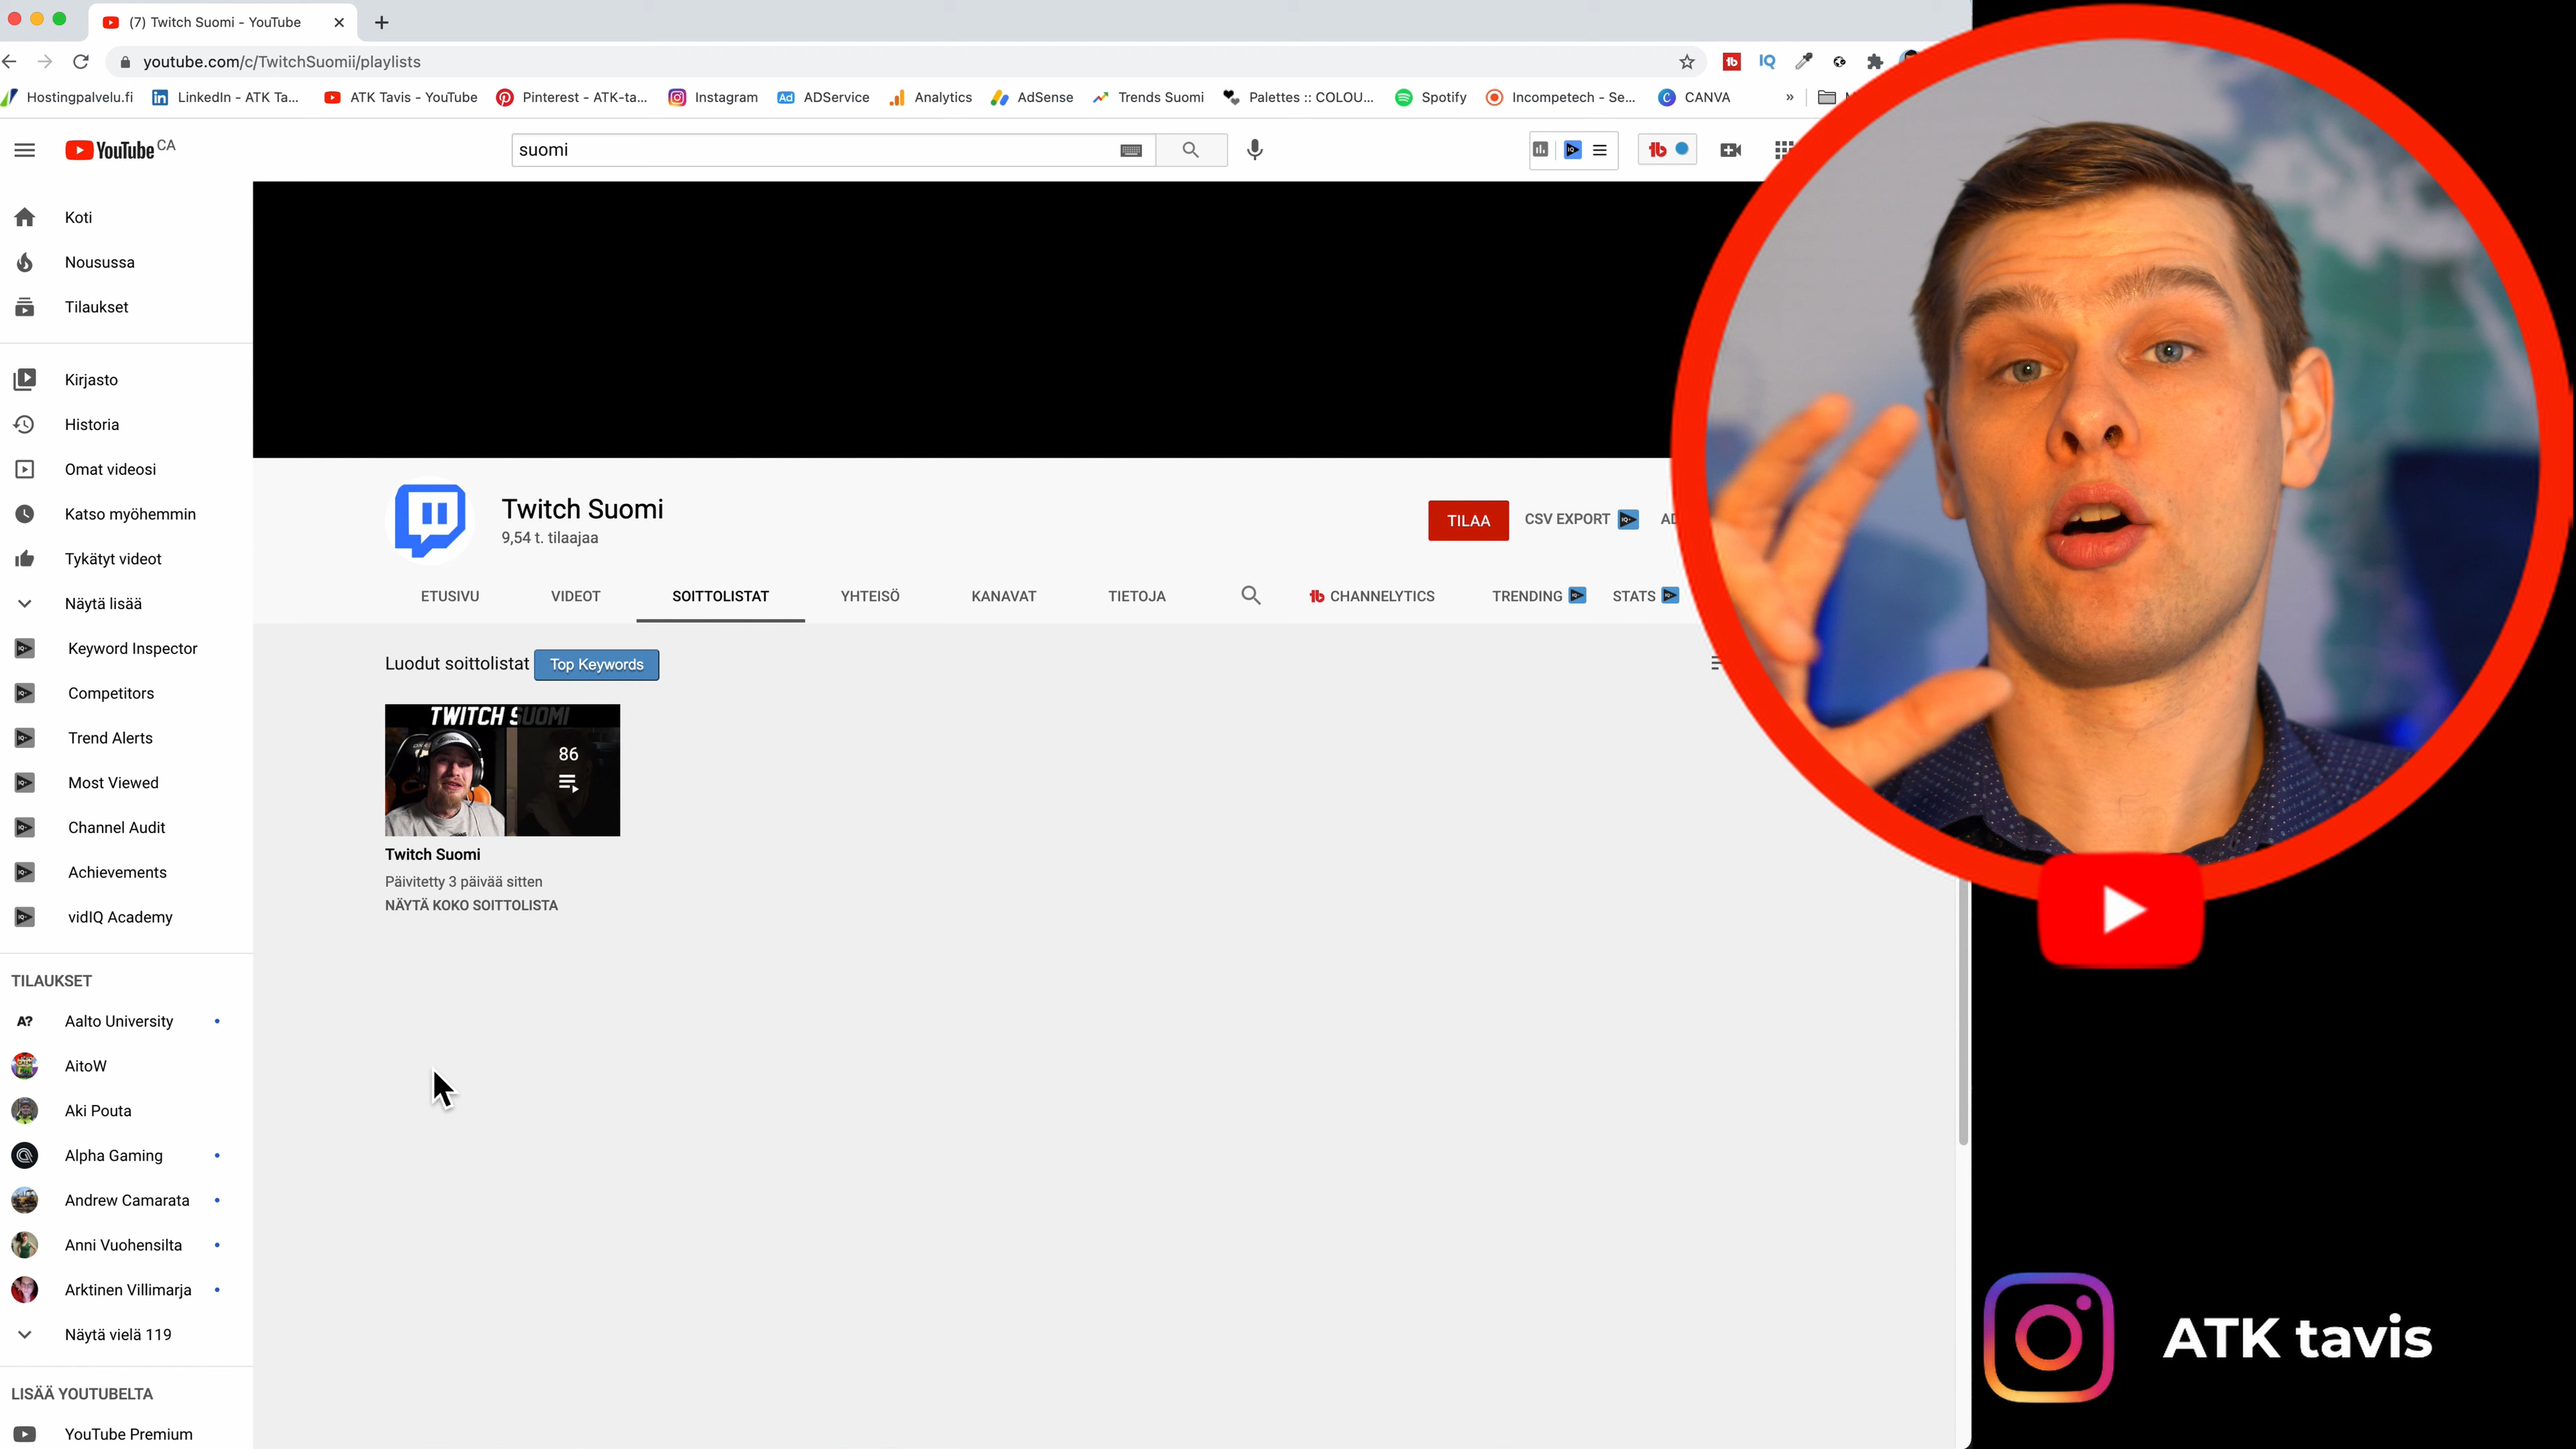 (7) Twitch Suomi - YouTube
youtube.com/c/TwitchSuomii/playlists
Hostingpalvelu.fi LinkedIn - ATK Ta... ATK Tavis - YouTube Pinterest - ATK-ta... Instagram ADService Analytics AdSense Trends Suomi Palettes :: COLOU... Spotify Incompetech - Se... CANVA »
YouTube CA
suomi
Koti
Nousussa
Tilaukset
Kirjasto
Historia
Omat videosi
Katso myöhemmin
Tykätyt videot
Näytä lisää
Keyword Inspector
Competitors
Trend Alerts
Most Viewed
Channel Audit
Achievements
vidIQ Academy
TILAUKSET
A? Aalto University
AitoW
Aki Pouta
Alpha Gaming
Andrew Camarata
Anni Vuohensilta
Arktinen Villimarja
Näytä vielä 119
LISÄÄ YOUTUBELTA
YouTube Premium
Twitch Suomi
9,54 t. tilaajaa
TILAA CSV EXPORT
ETUSIVU VIDEOT SOITTOLISTAT YHTEISÖ KANAVAT TIETOJA CHANNELYTICS TRENDING STATS
Luodut soittolistat Top Keywords
TWITCH SUOMI
86
Twitch Suomi
Päivitetty 3 päivää sitten
NÄYTÄ KOKO SOITTOLISTA
ATK tavis